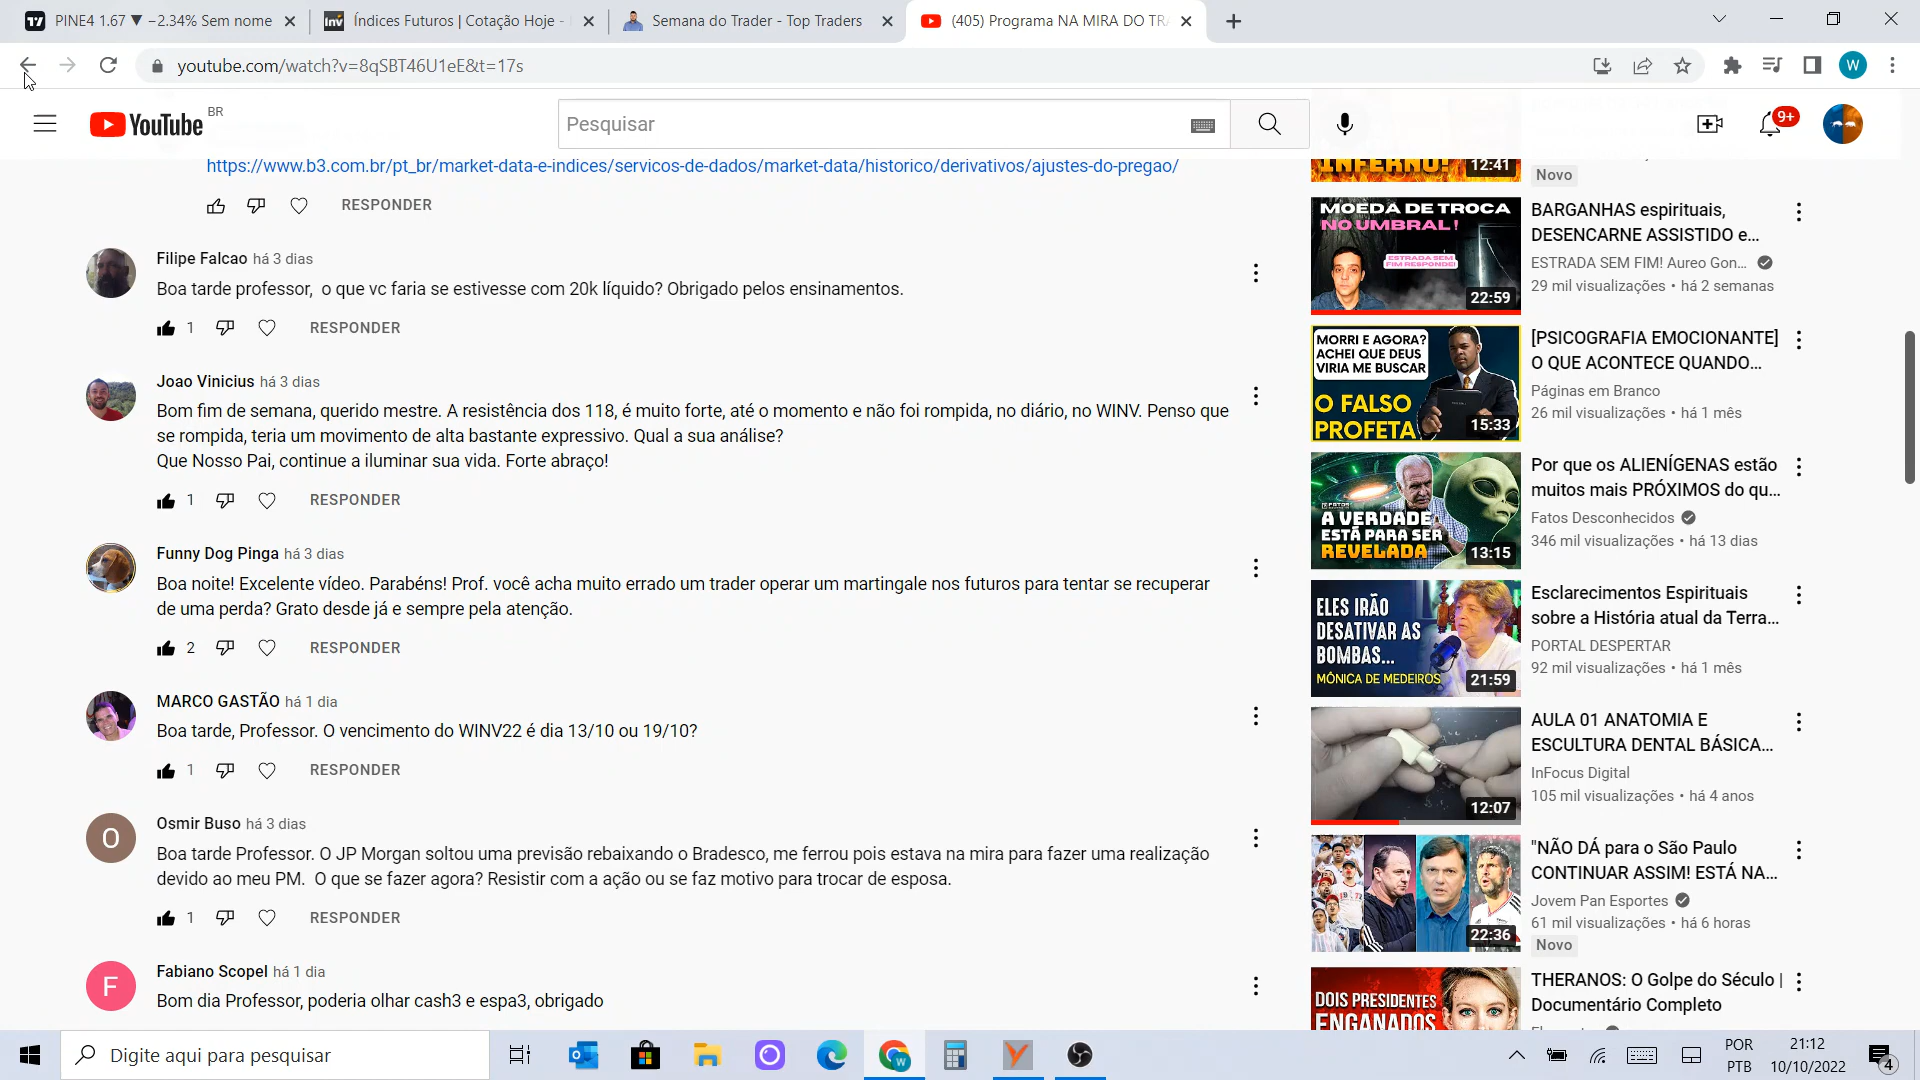 PINE4 1.67 ▼ −2.34% Sem nome
Índices Futuros | Cotação Hoje -
Semana do Trader - Top Traders
(405) Programa NA MIRA DO TR
youtube.com/watch?v=8qSBT46U1eE&t=17s
W
YouTube BR
Pesquisar
9+
https://www.b3.com.br/pt_br/market-data-e-indices/servicos-de-dados/market-data/historico/derivativos/ajustes-do-pregao/
RESPONDER
Filipe Falcao há 3 dias
Boa tarde professor, o que vc faria se estivesse com 20k líquido? Obrigado pelos ensinamentos.
1 RESPONDER
Joao Vinicius há 3 dias
Bom fim de semana, querido mestre. A resistência dos 118, é muito forte, até o momento e não foi rompida, no diário, no WINV. Penso que
se rompida, teria um movimento de alta bastante expressivo. Qual a sua análise?
Que Nosso Pai, continue a iluminar sua vida. Forte abraço!
1 RESPONDER
Funny Dog Pinga há 3 dias
Boa noite! Excelente vídeo. Parabéns! Prof. você acha muito errado um trader operar um martingale nos futuros para tentar se recuperar
de uma perda? Grato desde já e sempre pela atenção.
2 RESPONDER
MARCO GASTÃO há 1 dia
Boa tarde, Professor. O vencimento do WINV22 é dia 13/10 ou 19/10?
1 RESPONDER
O
Osmir Buso há 3 dias
Boa tarde Professor. O JP Morgan soltou uma previsão rebaixando o Bradesco, me ferrou pois estava na mira para fazer uma realização
devido ao meu PM. O que se fazer agora? Resistir com a ação ou se faz motivo para trocar de esposa.
1 RESPONDER
F
Fabiano Scopel há 1 dia
Bom dia Professor, poderia olhar cash3 e espa3, obrigado
INFERNO!
12:41
Novo
MOEDA DE TROCA
NO UMBRAL!
ESTRADA SEM
FIM RESPONDE!
22:59
BARGANHAS espirituais,
DESENCARNE ASSISTIDO e...
ESTRADA SEM FIM! Aureo Gon...
29 mil visualizações • há 2 semanas
MORRI E AGORA?
ACHEI QUE DEUS
VIRIA ME BUSCAR
O FALSO
PROFETA
15:33
[PSICOGRAFIA EMOCIONANTE]
O QUE ACONTECE QUANDO...
Páginas em Branco
26 mil visualizações • há 1 mês
A VERDADE
ESTÁ PARA SER
REVELADA
13:15
Por que os ALIENÍGENAS estão
muitos mais PRÓXIMOS do qu...
Fatos Desconhecidos
346 mil visualizações • há 13 dias
ELES IRÃO
DESATIVAR AS
BOMBAS...
MÔNICA DE MEDEIROS
21:59
Esclarecimentos Espirituais
sobre a História atual da Terra...
PORTAL DESPERTAR
92 mil visualizações • há 1 mês
12:07
AULA 01 ANATOMIA E
ESCULTURA DENTAL BÁSICA...
InFocus Digital
105 mil visualizações • há 4 anos
22:36
"NÃO DÁ para o São Paulo
CONTINUAR ASSIM! ESTÁ NA...
Jovem Pan Esportes
61 mil visualizações • há 6 horas
Novo
DOIS PRESIDENTES
ENGANADOS
THERANOS: O Golpe do Século |
Documentário Completo
Digite aqui para pesquisar
POR
PTB
21:12
10/10/2022
4